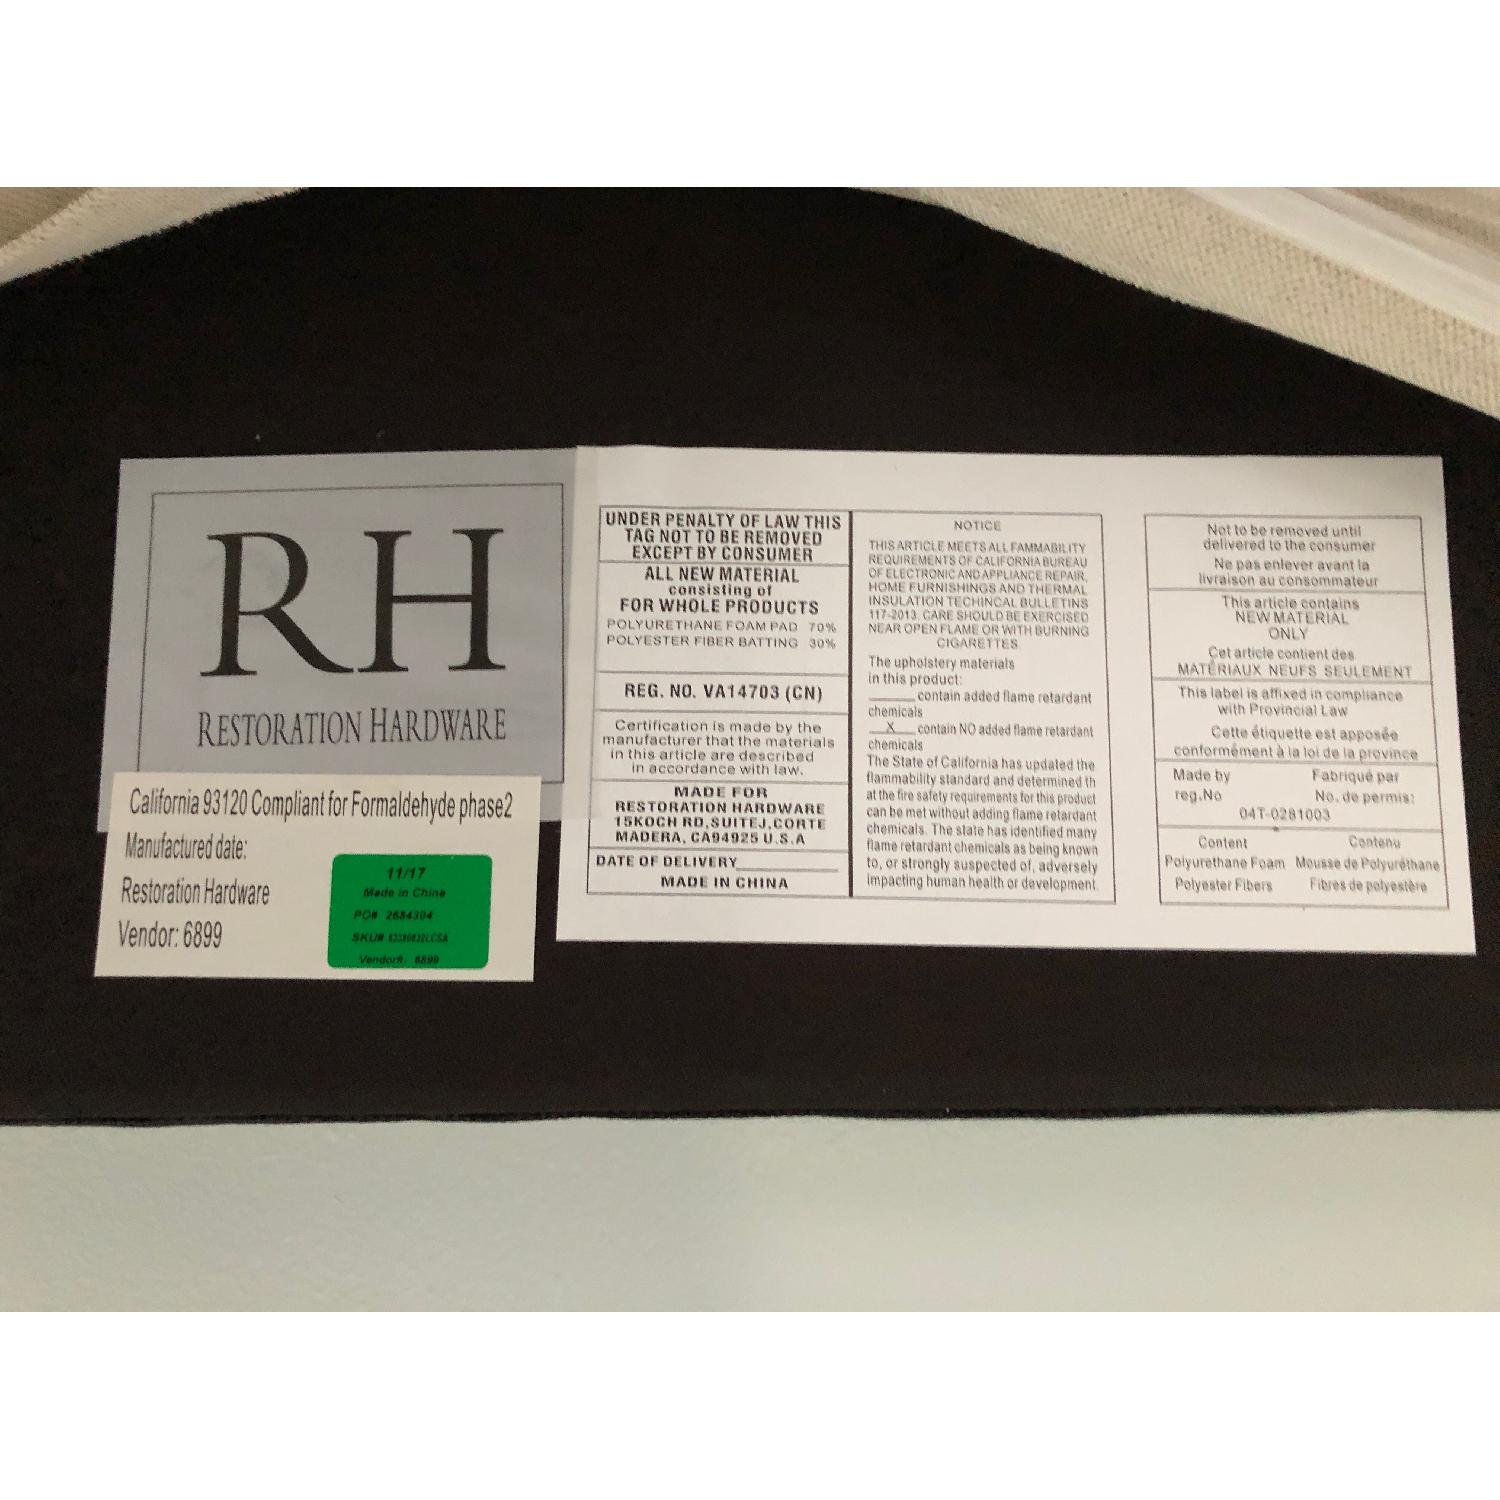 RH
RESTORATION HARDWARE
California 93120 Compliant for Formaldehyde phase2
Manufactured date:
Restoration Hardware
Vendor: 6899
11/17
Made in China
PO# 2684304
SKU#
Vendor#: 6899
UNDER PENALTY OF LAW THIS
TAG NOT TO BE REMOVED
EXCEPT BY CONSUMER
ALL NEW MATERIAL
consisting of
FOR WHOLE PRODUCTS
POLYURETHANE FOAM PAD 70%
POLYESTER FIBER BATTING 30%
REG. NO. VA14703 (CN)
Certification is made by the
manufacturer that the materials
in this article are described
in accordance with law.
MADE FOR
RESTORATION HARDWARE
15KOCH RD,SUITEJ,CORTE
MADERA, CA94925 U.S.A
DATE OF DELIVERY
MADE IN CHINA
NOTICE
THIS ARTICLE MEETS ALL FAMMABILITY
REQUIREMENTS OF CALIFORNIA BUREAU
OF ELECTRONIC AND APPLIANCE REPAIR,
HOME FURNISHINGS AND THERMAL
INSULATION TECHINCAL BULLETINS
117-2013. CARE SHOULD BE EXERCISED
NEAR OPEN FLAME OR WITH BURNING
CIGARETTES
The upholstery materials
in this product:
______ contain added flame retardant
chemicals
__X__ contain NO added flame retardant
chemicals
The State of California has updated the
flammability standard and determined th
at the fire safety requirements for this product
can be met without adding flame retardant
chemicals. The state has identified many
flame retardant chemicals as being known
to, or strongly suspected of, adversely
impacting human health or development.
Not to be removed until
delivered to the consumer
Ne pas enlever avant la
livraison au consommateur
This article contains
NEW MATERIAL
ONLY
Cet article contient des
MATÉRIAUX NEUFS SEULEMENT
This label is affixed in compliance
with Provincial Law
Cette étiquette est apposée
conformément à la loi de la province
Made by Fabriqué par
reg.No No. de permis:
04T-0281003
Content Contenu
Polyurethane Foam Mousse de Polyuréthane
Polyester Fibers Fibres de polyestère